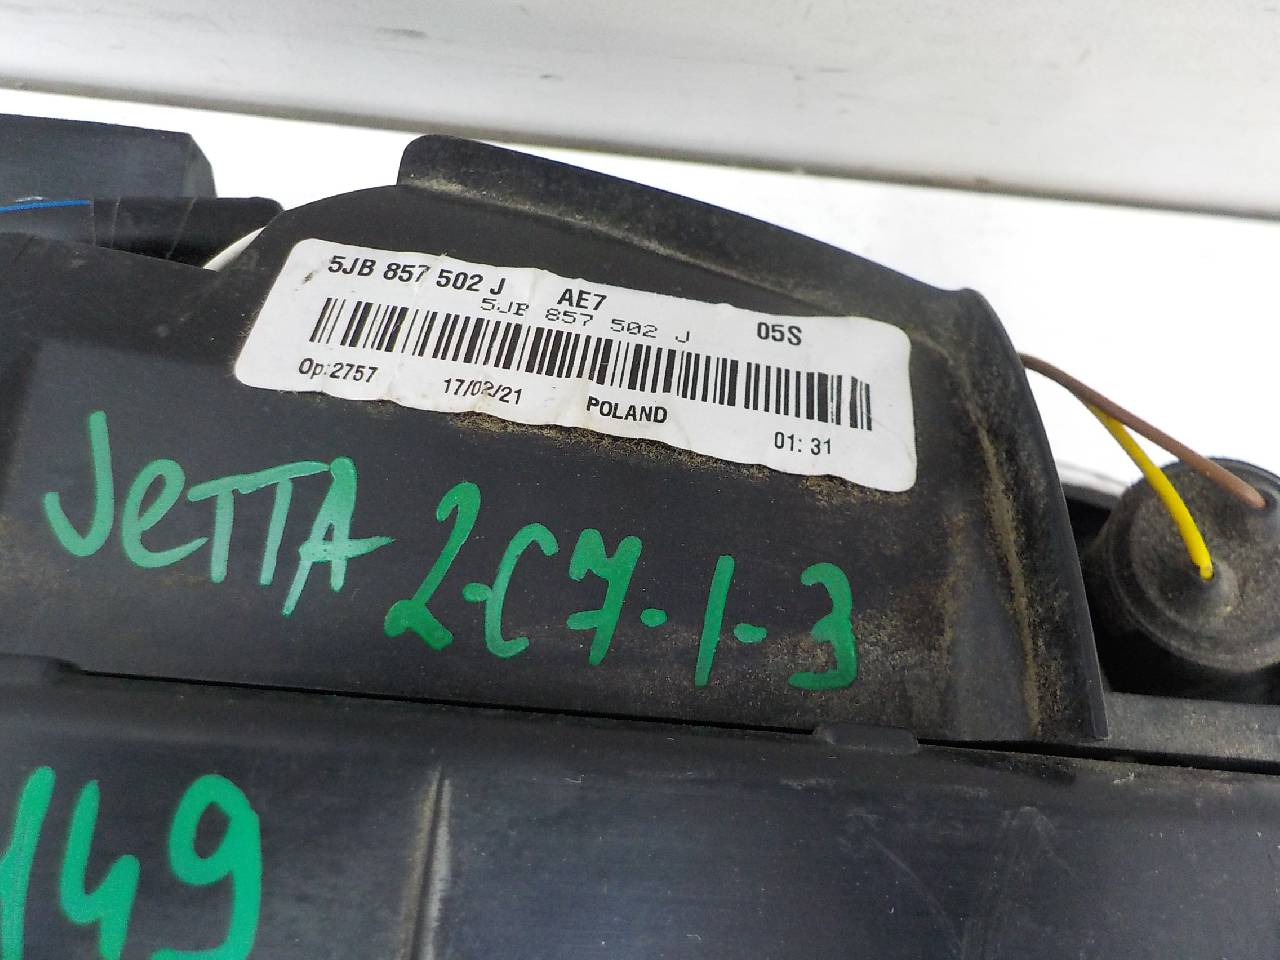 5JB 857 502 J AE7 05S
5JB 857 502 J
Op:2757 17/02/21 POLAND 01:31
JeTTA 2-C7-1-3
149